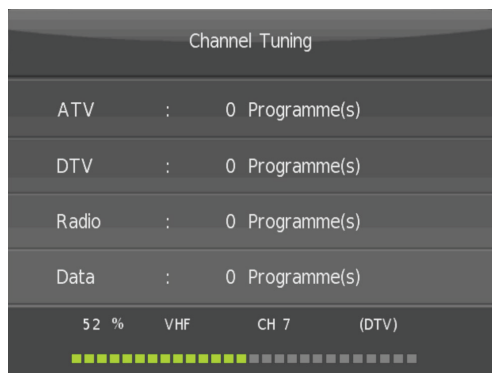 Channel Tuning
ATV : 0 Programme(s)
DTV : 0 Programme(s)
Radio : 0 Programme(s)
Data : 0 Programme(s)
52 % VHF CH 7 (DTV)